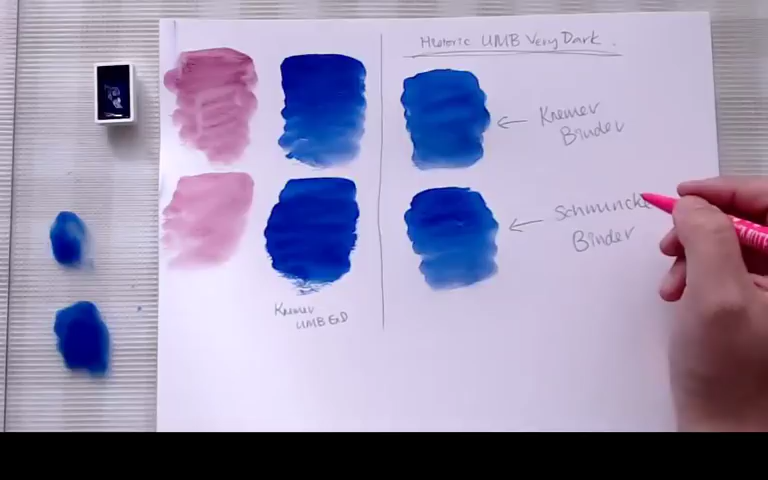 Historic UMB Very Dark.
Kremer
Binder
Schmincke
Binder
Kremer
UMB ExD